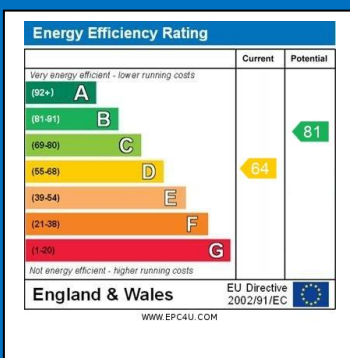 Energy Efficiency Rating
Current Potential
Very energy efficient - lower running costs
(92+) A
(81-91) B
81
(69-80) C
(55-68) D
64
(39-54) E
(21-38) F
(1-20) G
Not energy efficient - higher running costs
England & Wales
EU Directive
2002/91/EC
WWW.EPC4U.COM